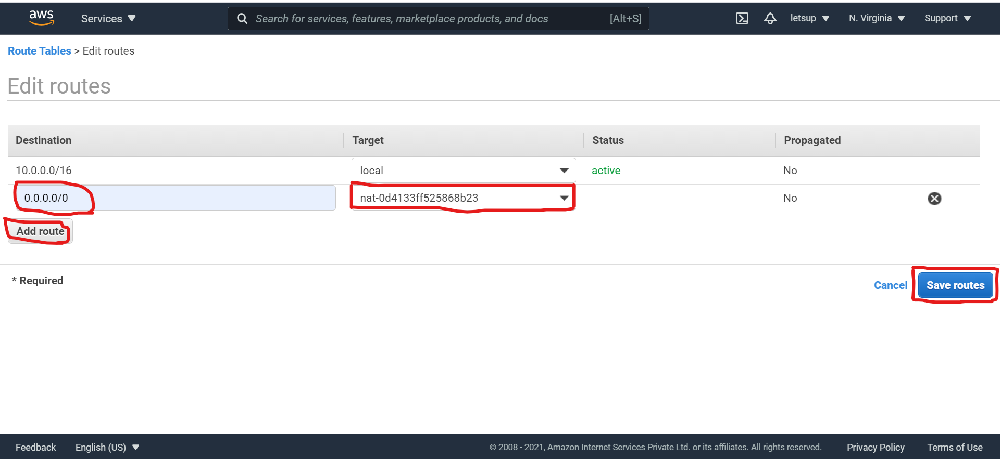 aws Services Search for services, features, marketplace products, and docs [Alt+S] letsup N. Virginia Support
Route Tables > Edit routes
Edit routes
Destination Target Status Propagated
10.0.0.0/16 local active No
0.0.0.0/0 nat-0d4133ff525868b23 No
Add route
* Required
Cancel Save routes
Feedback English (US) © 2008 - 2021, Amazon Internet Services Private Ltd. or its affiliates. All rights reserved. Privacy Policy Terms of Use